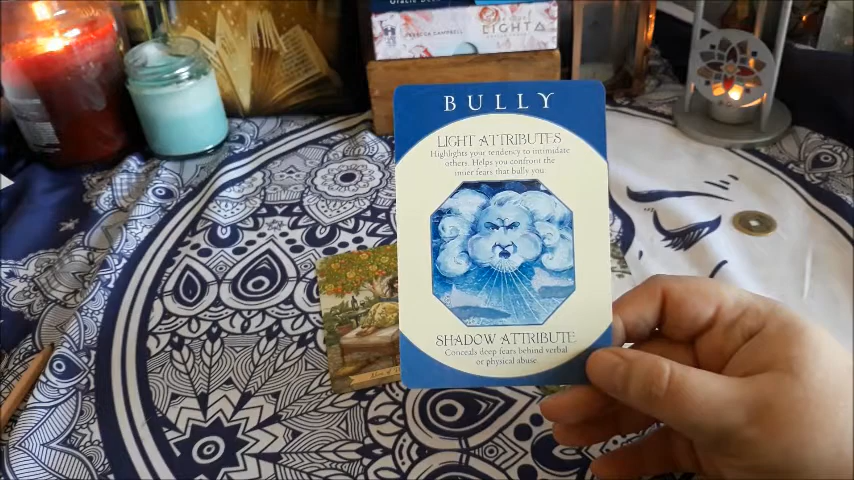 LIGHT
BULLY
LIGHT ATTRIBUTES
Highlights your tendency to intimidate
others. Helps you confront the
inner fears that bully you
SHADOW ATTRIBUTE
Conceals deep fears behind verbal
or physical abuse